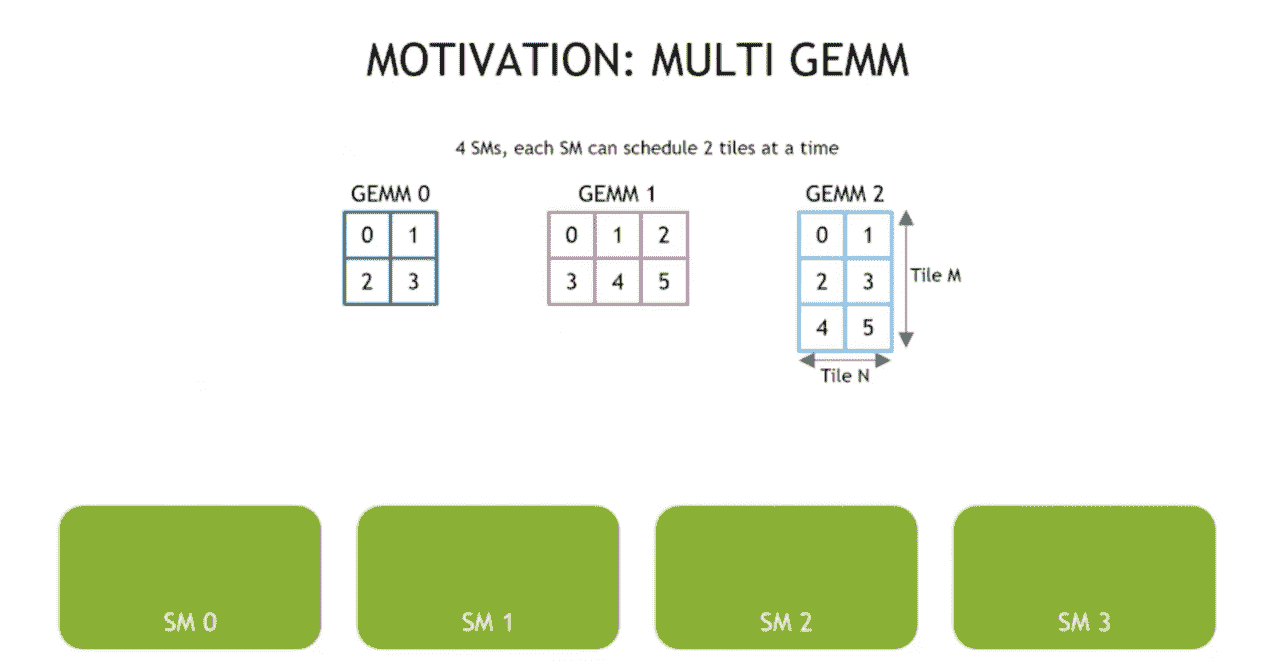 MOTIVATION: MULTI GEMM
4 SMs, each SM can schedule 2 tiles at a time
GEMM 0
0 1
2 3
GEMM 1
0 1 2
3 4 5
GEMM 2
0 1
2 3
4 5
Tile M
Tile N
SM 0
SM 1
SM 2
SM 3